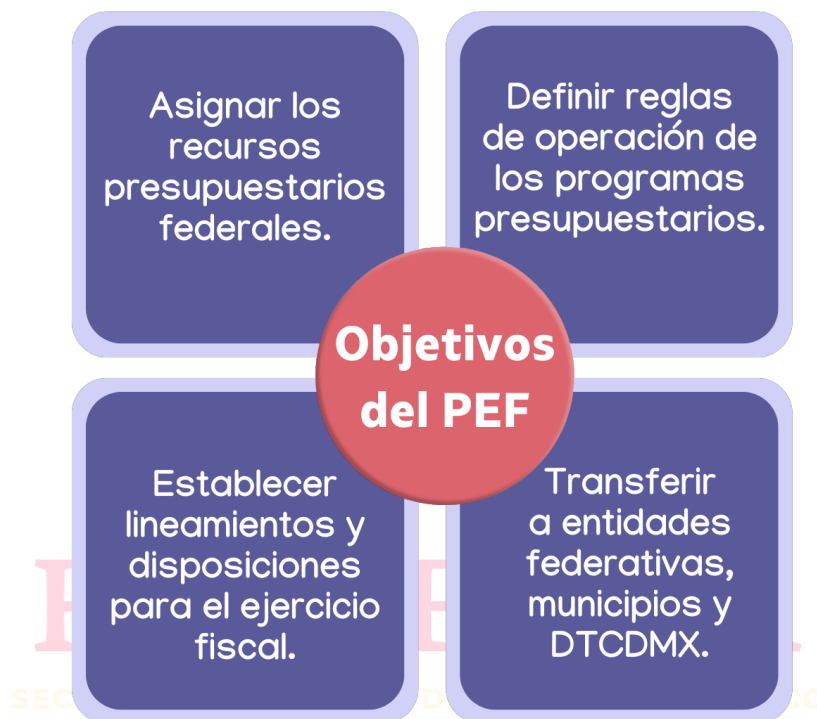 Asignar los
recursos
presupuestarios
federales.
Definir reglas
de operación de
los programas
presupuestarios.
Objetivos
del PEF
Establecer
lineamientos y
disposiciones
para el ejercicio
fiscal.
Transferir
a entidades
federativas,
municipios y
DTCDMX.